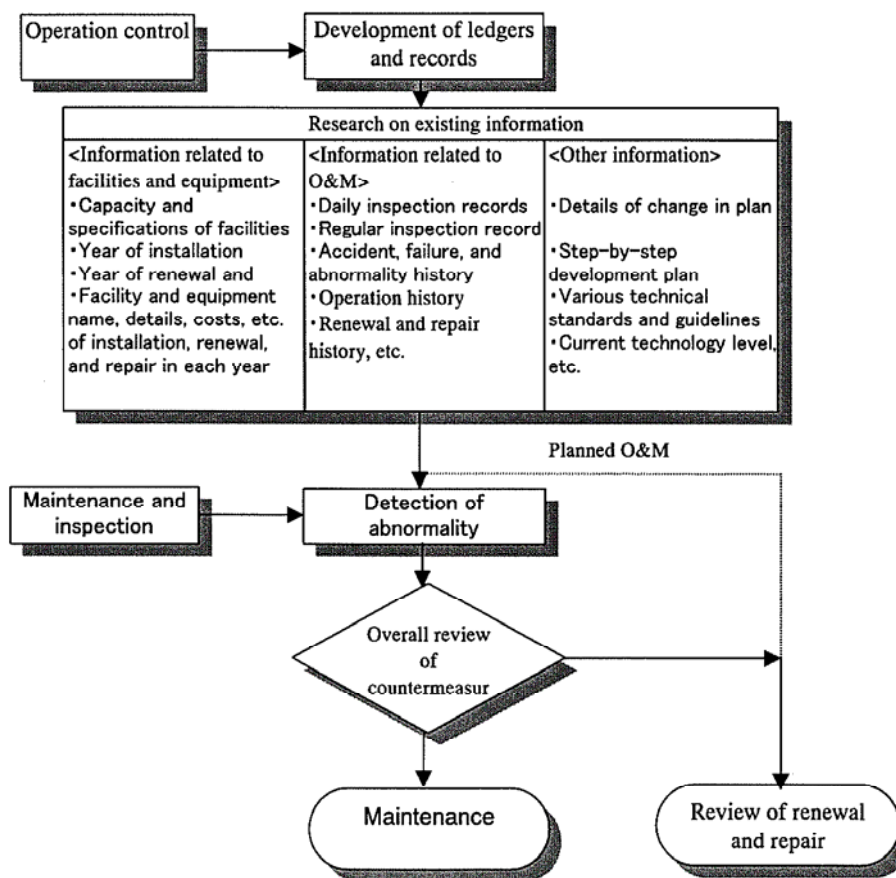 Operation control
Development of ledgers
and records
Research on existing information
<Information related to
facilities and equipment>
・Capacity and
specifications of facilities
・Year of installation
・Year of renewal and
・Facility and equipment
name, details, costs, etc.
of installation, renewal,
and repair in each year
<Information related to
O&M>
・Daily inspection records
・Regular inspection record
・Accident, failure, and
abnormality history
・Operation history
・Renewal and repair
history, etc.
<Other information>
・Details of change in plan
・Step-by-step
development plan
・Various technical
standards and guidelines
・Current technology level,
etc.
Planned O&M
Maintenance and
inspection
Detection of
abnormality
Overall review
of
countermeasur
Maintenance
Review of renewal
and repair